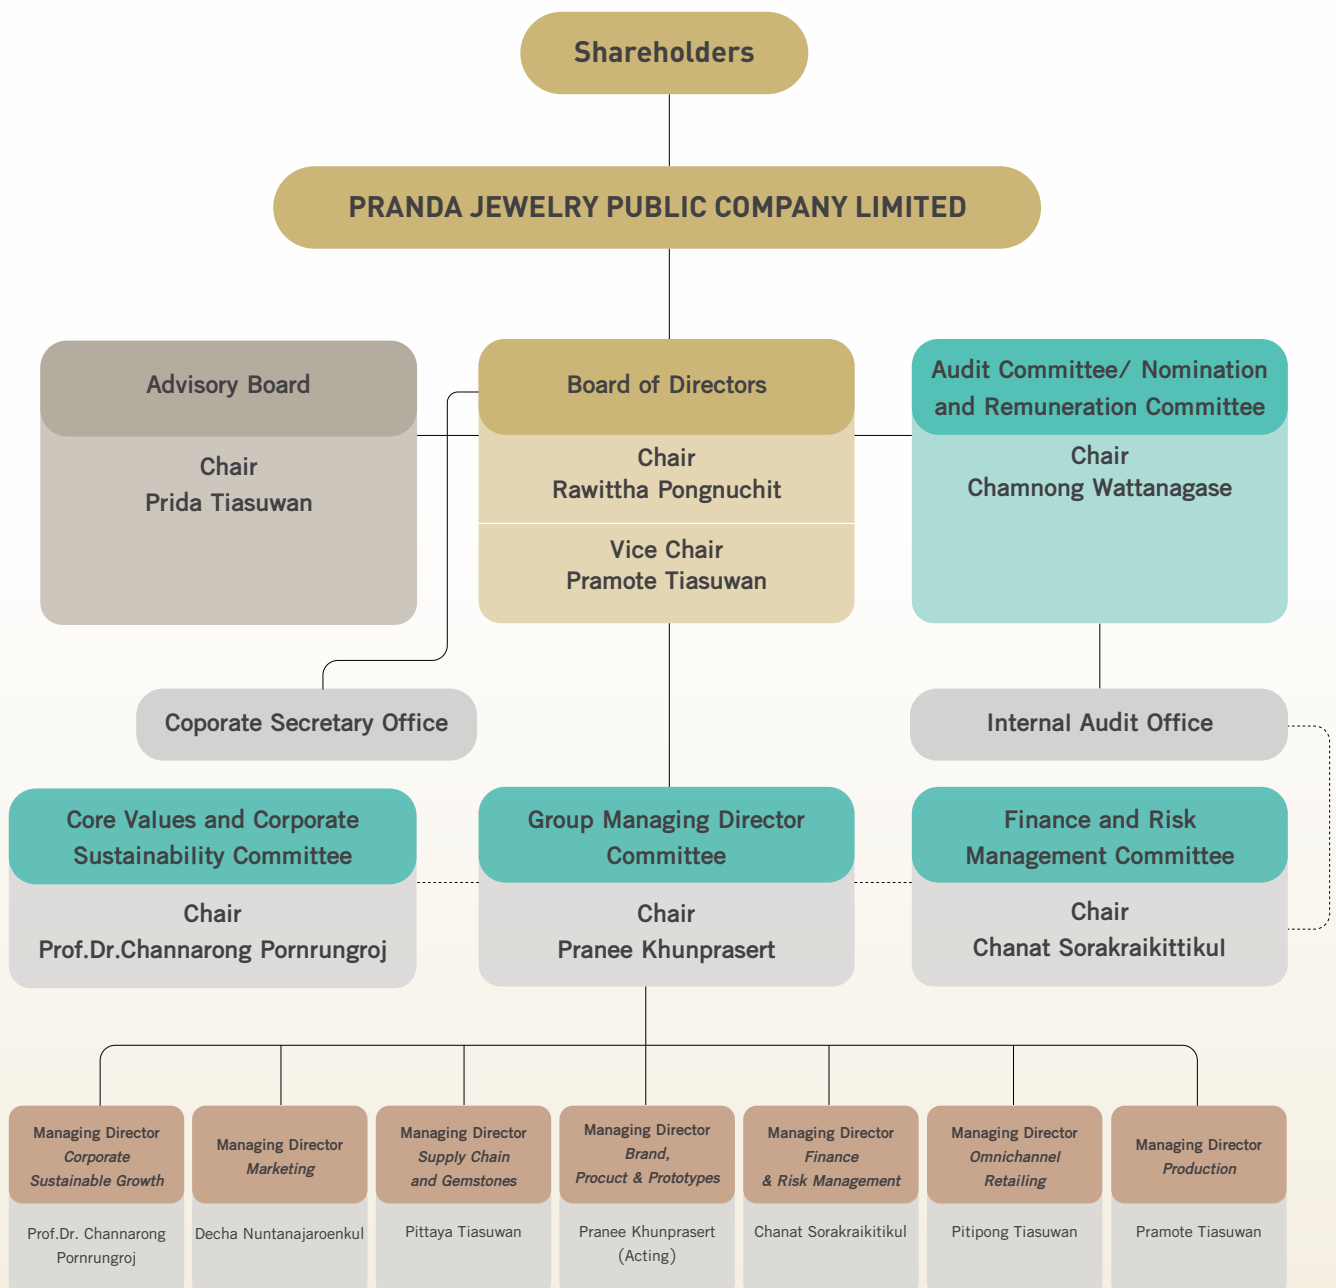 Shareholders
PRANDA JEWELRY PUBLIC COMPANY LIMITED
Advisory Board
Chair
Prida Tiasuwan
Board of Directors
Chair
Rawittha Pongnuchit
Vice Chair
Pramote Tiasuwan
Audit Committee/ Nomination
and Remuneration Committee
Chair
Chamnong Wattanagase
Coporate Secretary Office
Internal Audit Office
Core Values and Corporate
Sustainability Committee
Chair
Prof.Dr.Channarong Pornrungroj
Group Managing Director
Committee
Chair
Pranee Khunprasert
Finance and Risk
Management Committee
Chair
Chanat Sorakraikittikul
Managing Director
Corporate
Sustainable Growth
Prof.Dr. Channarong
Pornrungroj
Managing Director
Marketing
Decha Nuntanajaroenkul
Managing Director
Supply Chain
and Gemstones
Pittaya Tiasuwan
Managing Director
Brand,
Procuct & Prototypes
Pranee Khunprasert
(Acting)
Managing Director
Finance
& Risk Management
Chanat Sorakraikitikul
Managing Director
Omnichannel
Retailing
Pitipong Tiasuwan
Managing Director
Production
Pramote Tiasuwan